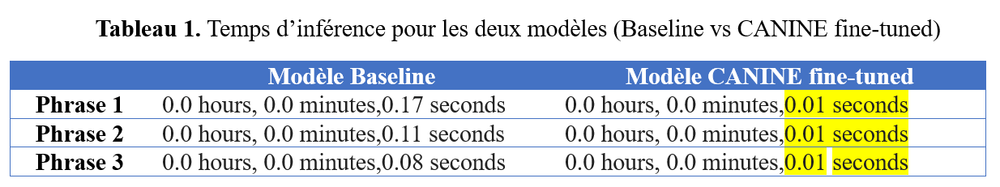 Tableau 1. Temps d’inférence pour les deux modèles (Baseline vs CANINE fine-tuned)
Modèle Baseline Modèle CANINE fine-tuned
Phrase 1 0.0 hours, 0.0 minutes,0.17 seconds 0.0 hours, 0.0 minutes,0.01 seconds
Phrase 2 0.0 hours, 0.0 minutes,0.11 seconds 0.0 hours, 0.0 minutes,0.01 seconds
Phrase 3 0.0 hours, 0.0 minutes,0.08 seconds 0.0 hours, 0.0 minutes,0.01 seconds